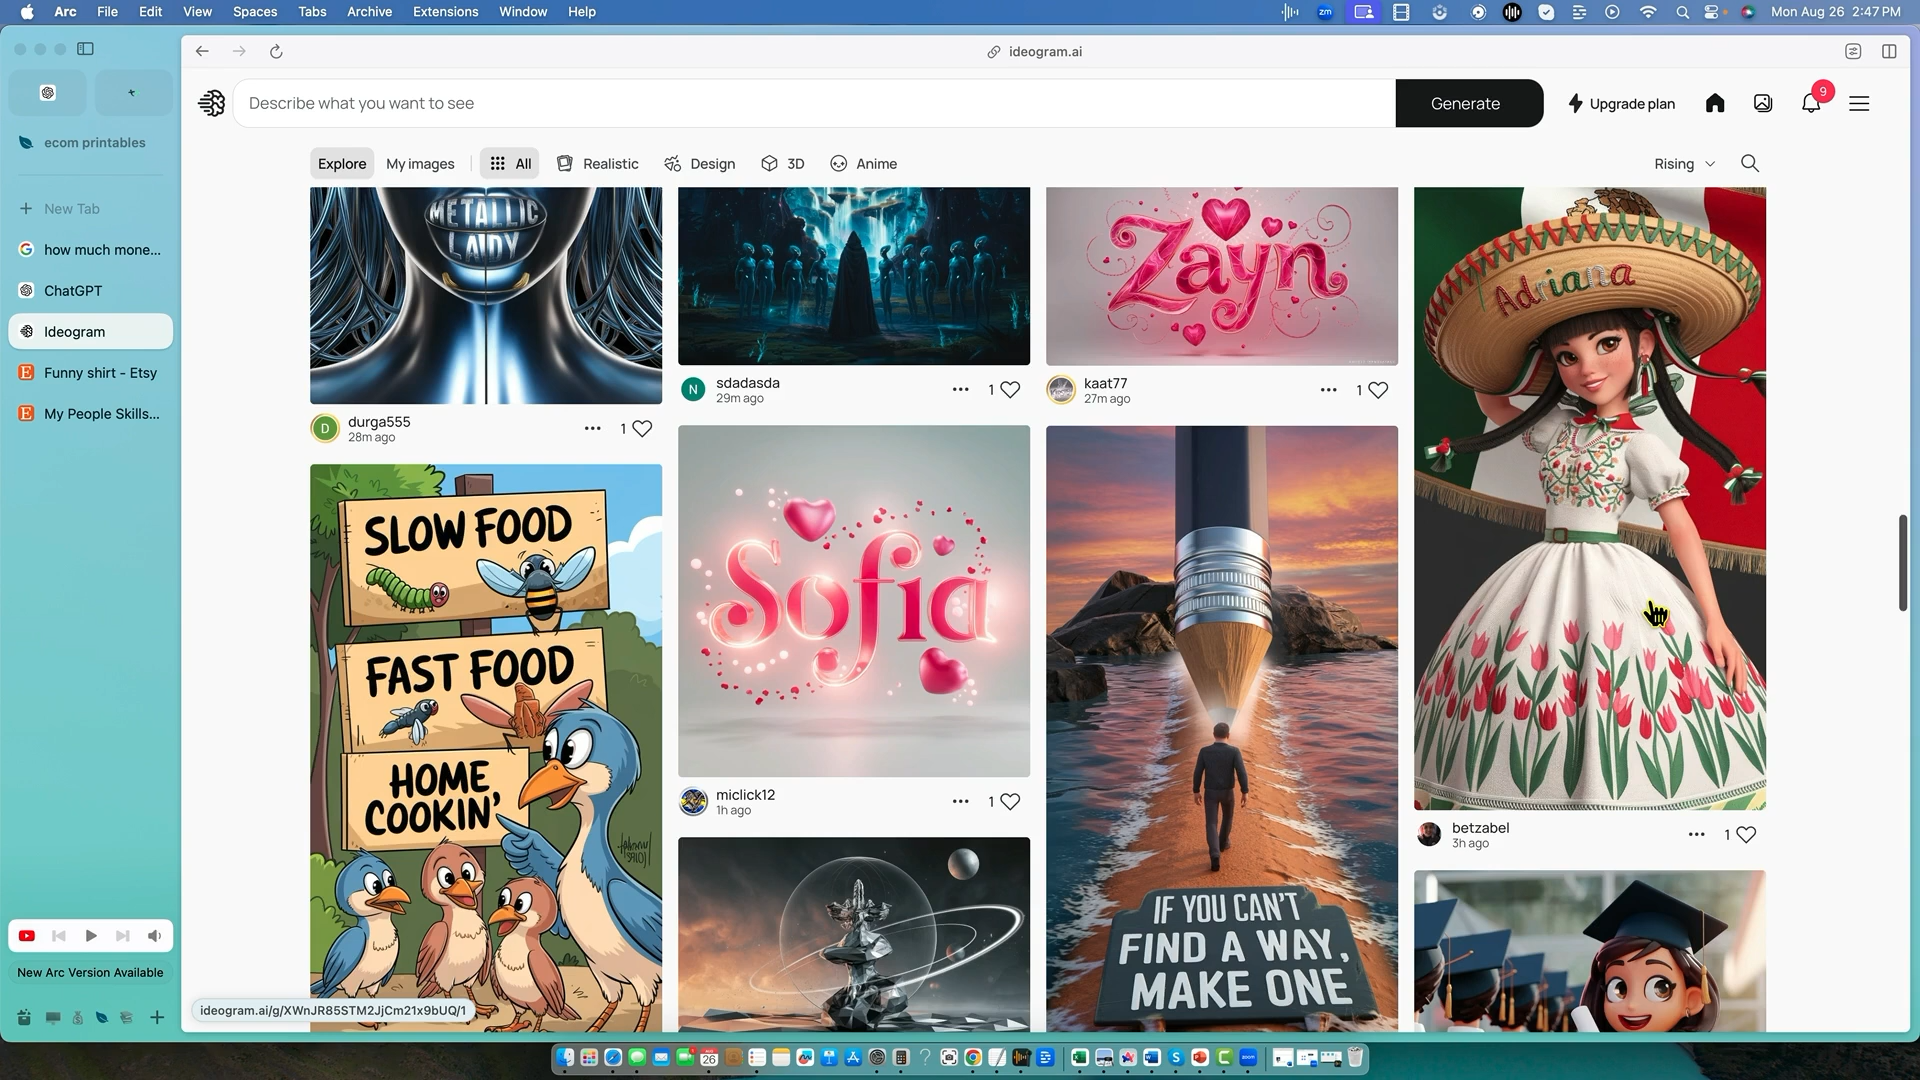 Arc File Edit View Spaces Tabs Archive Extensions Window Help
zm
Mon Aug 26 2:47 PM
ideogram.ai
Describe what you want to see
Generate
Upgrade plan
9
ecom printables
Explore
My images
All
Realistic
Design
3D
Anime
Rising
New Tab
how much mone...
ChatGPT
Ideogram
Funny shirt - Etsy
My People Skills...
METALLIC
LADY
D
durga555
28m ago
1
N
sdadasda
29m ago
1
Zayn
kaat77
27m ago
1
Adriana
betzabel
3h ago
1
SLOW FOOD
FAST FOOD
HOME,
COOKIN'
Sofia
miclick12
1h ago
1
IF YOU CAN'T
FIND A WAY,
MAKE ONE
New Arc Version Available
ideogram.ai/g/XWnJR85STM2JjCm21x9bUQ/1
26
zoom